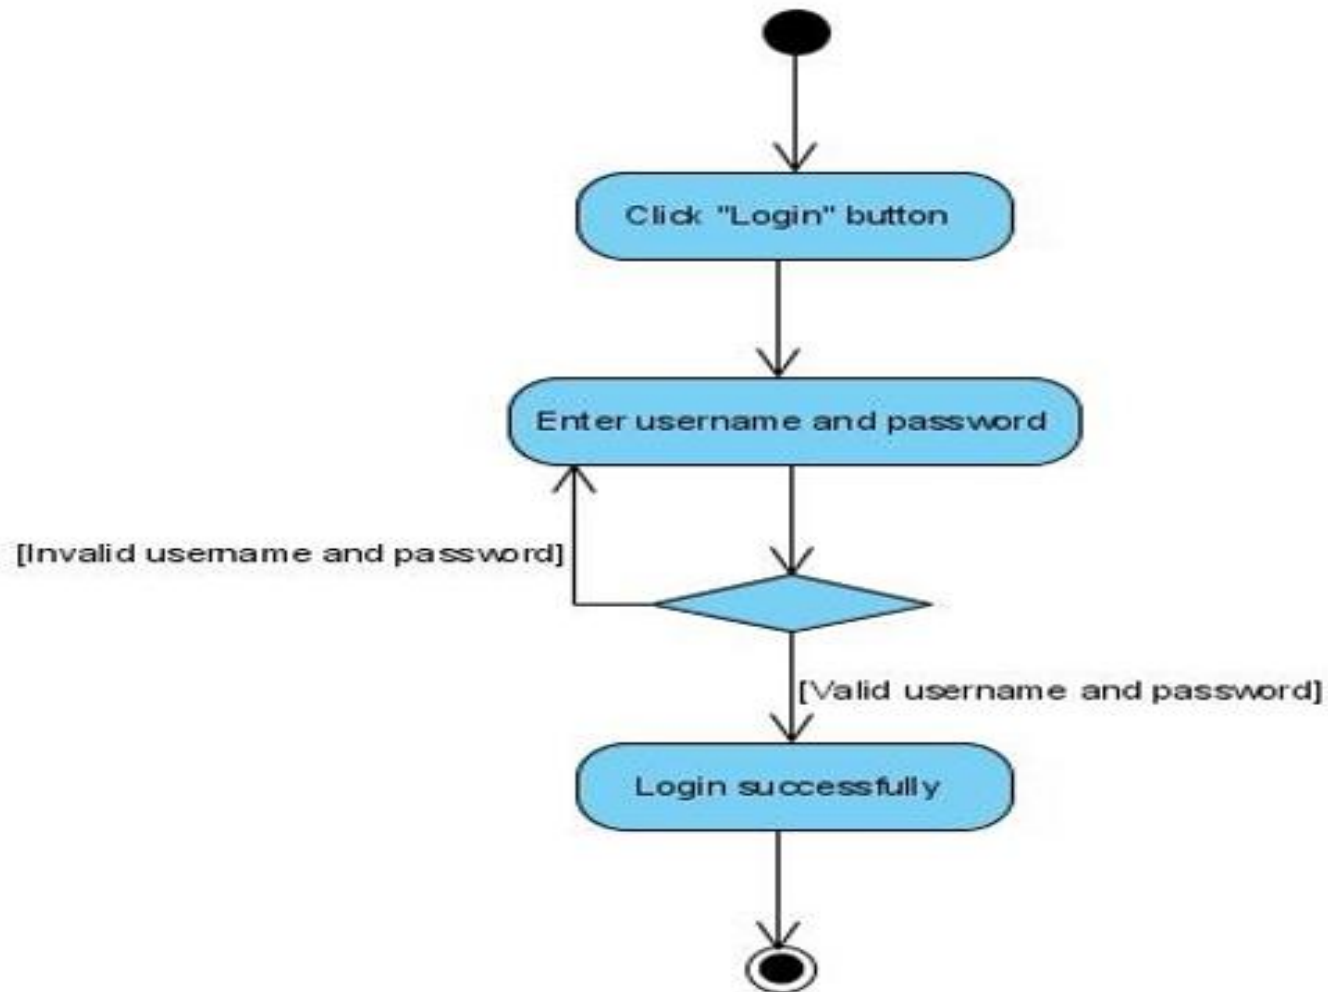 Click "Login" button
Enter username and password
[Invalid username and password]
[Valid username and password]
Login successfully